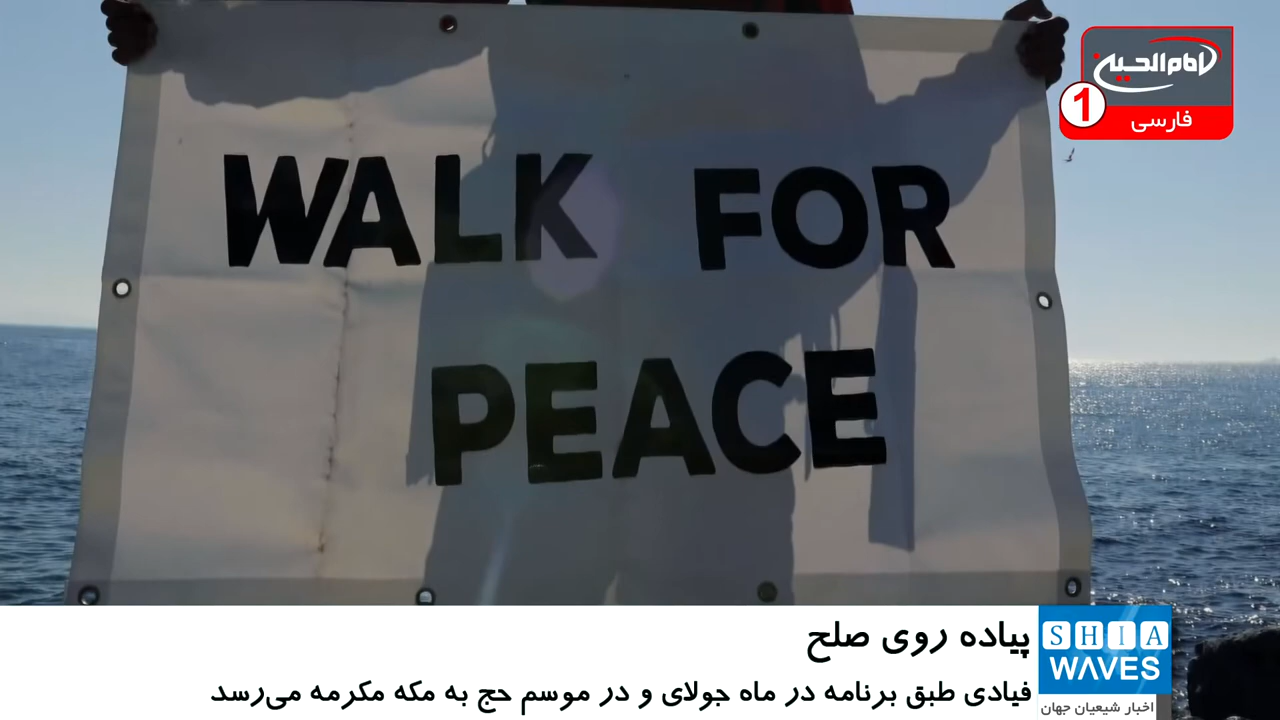 امام الحسین
1
فارسی
WALK FOR
PEACE
پیاده روی صلح
فیادی طبق برنامه در ماه جولای و در موسم حج به مکه مکرمه می‌رسد
SHIA
WAVES
اخبار شیعیان جهان